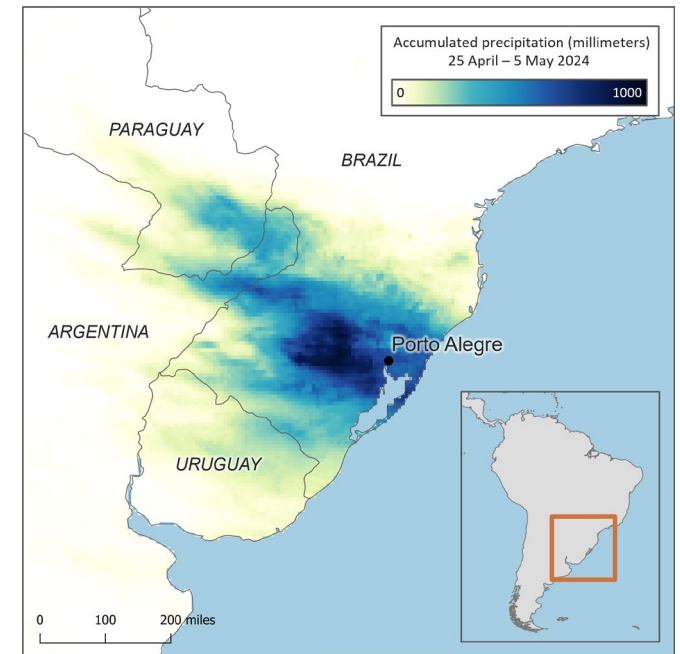 Accumulated precipitation (millimeters)
25 April – 5 May 2024
0 1000
PARAGUAY
BRAZIL
ARGENTINA
Porto Alegre
URUGUAY
0 100 200 miles